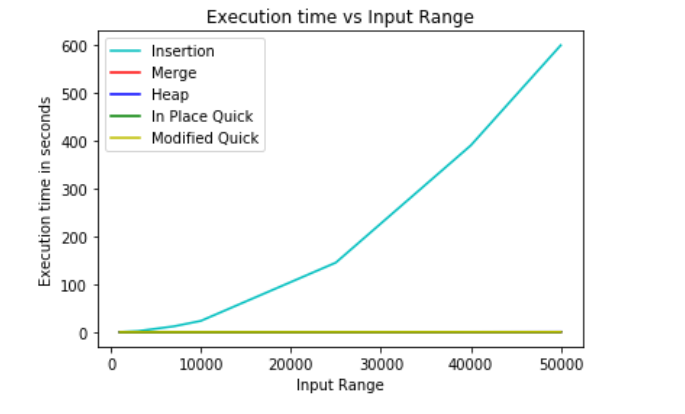 Execution time vs Input Range
Insertion
Merge
Heap
In Place Quick
Modified Quick
Execution time in seconds
600
500
400
300
200
100
0
0 10000 20000 30000 40000 50000
Input Range